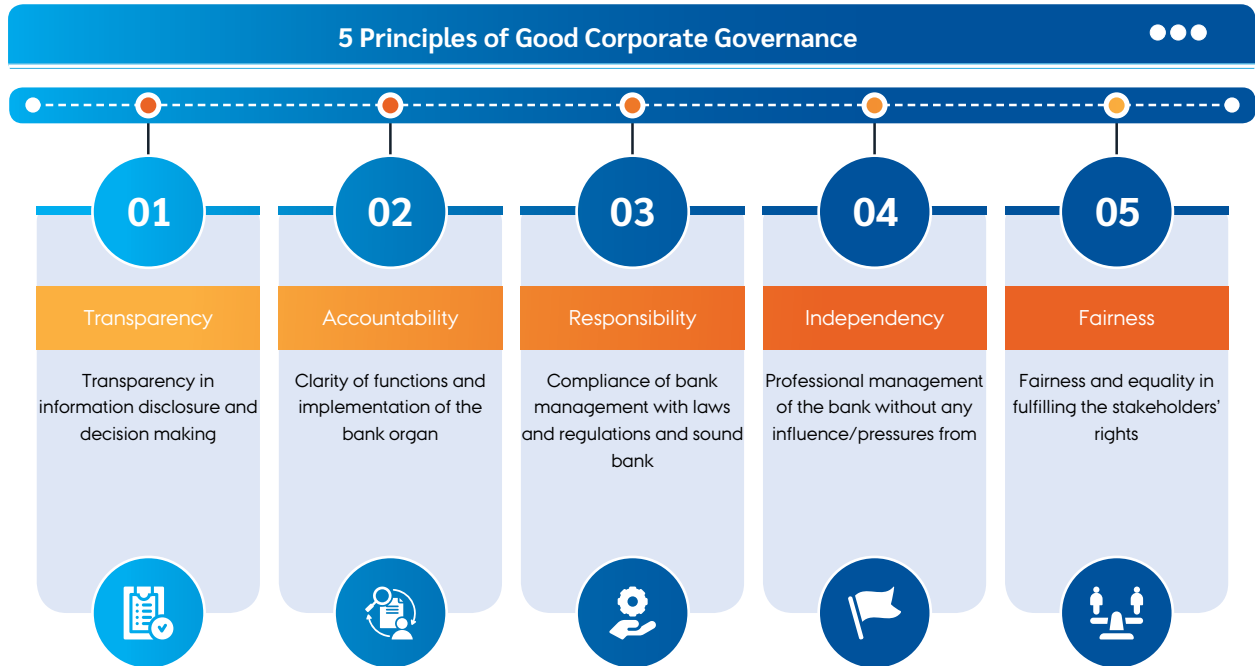 5 Principles of Good Corporate Governance
01
02
03
04
05
Transparency
Accountability
Responsibility
Independency
Fairness
Transparency in
information disclosure and
decision making
Clarity of functions and
implementation of the
bank organ
Compliance of bank
management with laws
and regulations and sound
bank
Professional management
of the bank without any
influence/pressures from
Fairness and equality in
fulfilling the stakeholders'
rights